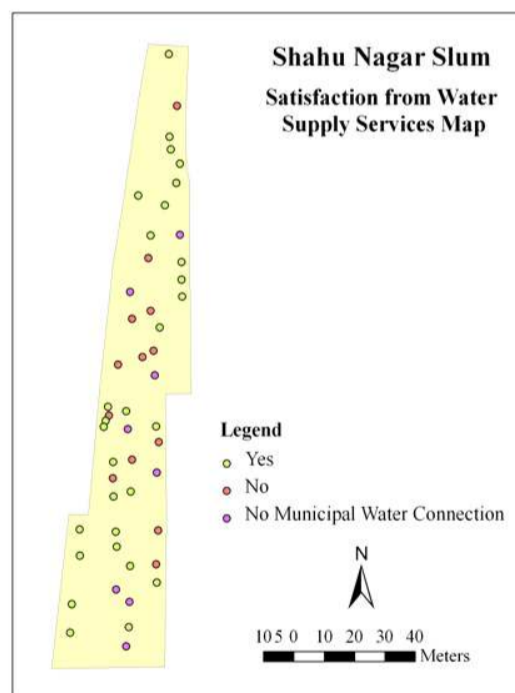 Shahu Nagar Slum
Satisfaction from Water
Supply Services Map
Legend
Yes
No
No Municipal Water Connection
N
10 5 0 10 20 30 40
Meters